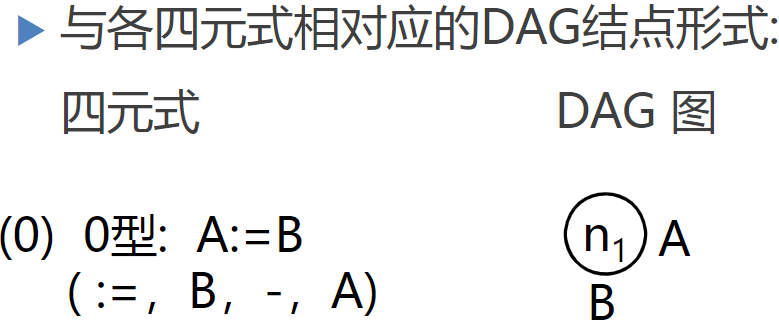 与各四元式相对应的DAG结点形式:
四元式 DAG 图
(0) 0型: A:=B n₁ A
( :=, B, -, A) B